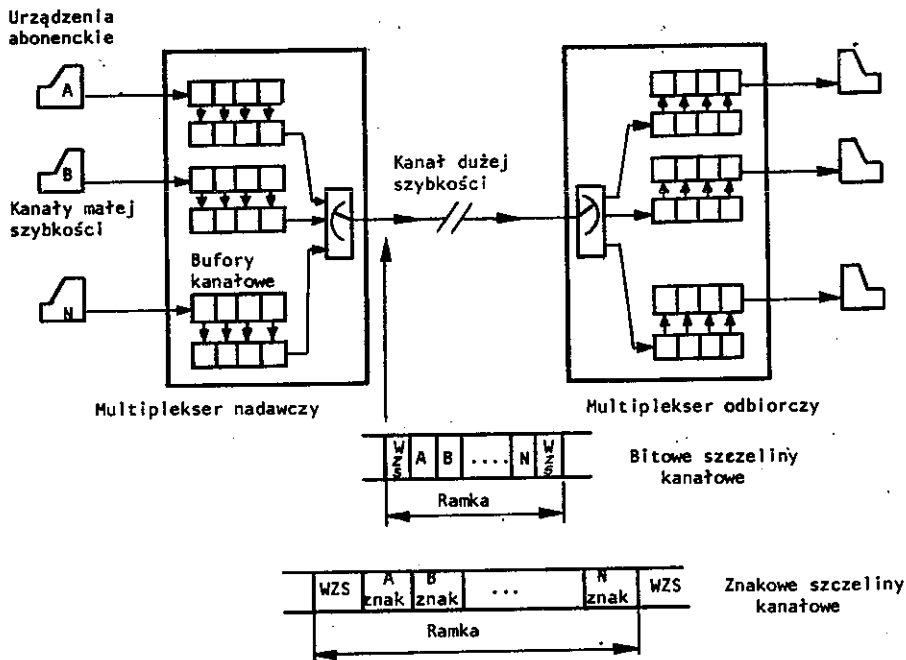 Urządzenia
abonenckie
A
B
Kanały małej
szybkości
N
Bufory
kanałowe
Kanał dużej
szybkości
Multiplekser nadawczy
Multiplekser odbiorczy
WZS A B .... N WZS
Bitowe szczeliny
kanałowe
Ramka
WZS A znak B znak ... N znak WZS
Znakowe szczeliny
kanałowe
Ramka